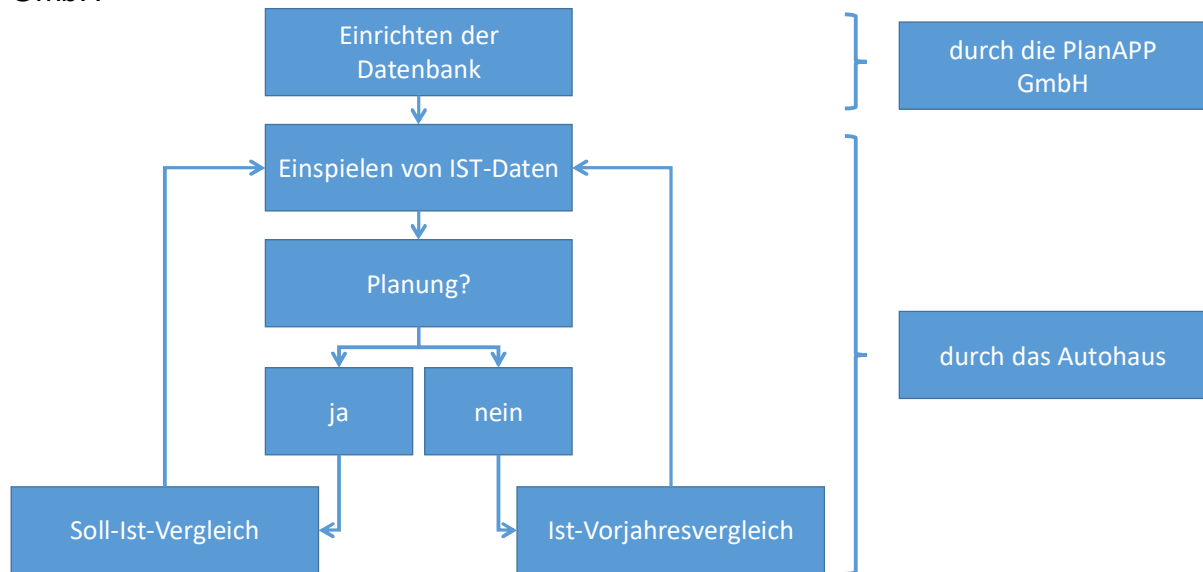 GmbH
Einrichten der
Datenbank
durch die PlanAPP
GmbH
Einspielen von IST-Daten
Planung?
durch das Autohaus
ja
nein
Soll-Ist-Vergleich
Ist-Vorjahresvergleich